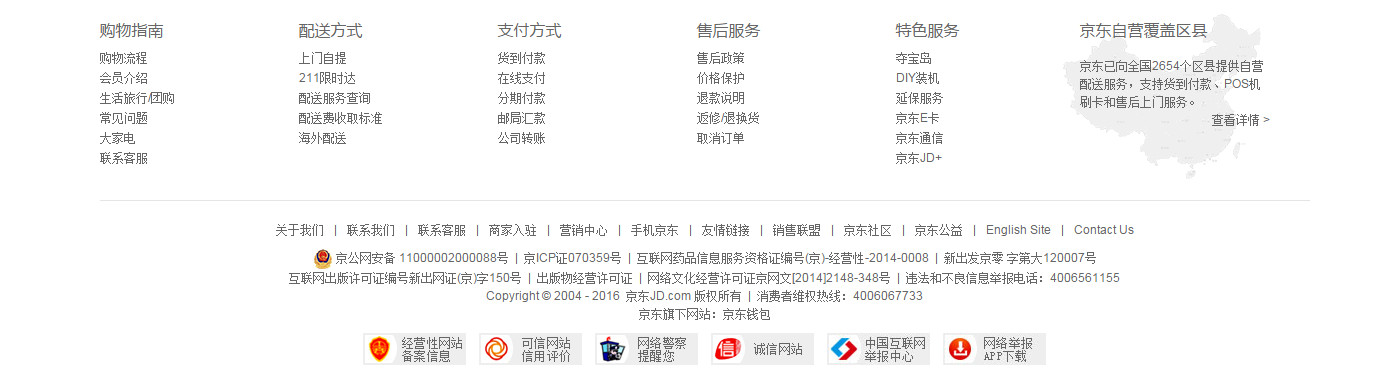 购物指南
购物流程
会员介绍
生活旅行/团购
常见问题
大家电
联系客服
配送方式
上门自提
211限时达
配送服务查询
配送费收取标准
海外配送
支付方式
货到付款
在线支付
分期付款
邮局汇款
公司转账
售后服务
售后政策
价格保护
退款说明
返修/退换货
取消订单
特色服务
夺宝岛
DIY装机
延保服务
京东E卡
京东通信
京东JD+
京东自营覆盖区县
京东已向全国2654个区县提供自营
配送服务，支持货到付款、POS机
刷卡和售后上门服务。
查看详情 >
关于我们 | 联系我们 | 联系客服 | 商家入驻 | 营销中心 | 手机京东 | 友情链接 | 销售联盟 | 京东社区 | 京东公益 | English Site | Contact Us
京公网安备 11000002000088号 | 京ICP证070359号 | 互联网药品信息服务资格证编号(京)-经营性-2014-0008 | 新出发京零 字第大120007号
互联网出版许可证编号新出网证(京)字150号 | 出版物经营许可证 | 网络文化经营许可证京网文[2014]2148-348号 | 违法和不良信息举报电话：4006561155
Copyright © 2004 - 2016 京东JD.com 版权所有 | 消费者维权热线：4006067733
京东旗下网站：京东钱包
经营性网站
备案信息
可信网站
信用评价
网络警察
提醒您
诚信网站
中国互联网
举报中心
网络举报
APP下载